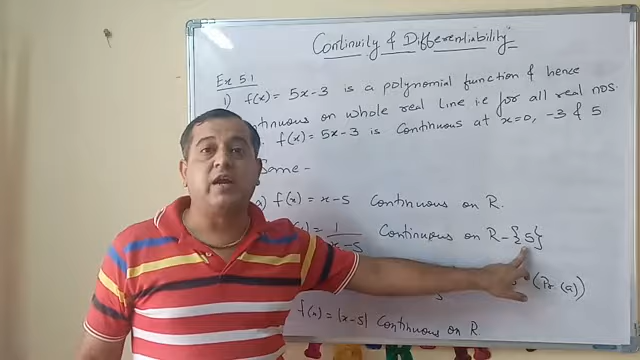 Continuity & Differentiability
Ex 5.1
1) f(x) = 5x-3 is a polynomial function & hence
continuous on whole real line i.e for all real nos.
f(x) = 5x-3 is continuous at x=0, -3 & 5
Same -
a) f(x) = x-5 Continuous on R.
= 1/x-5 Continuous on R-{5}
(Pr. (a))
f(x) = |x-5| Continuous on R.